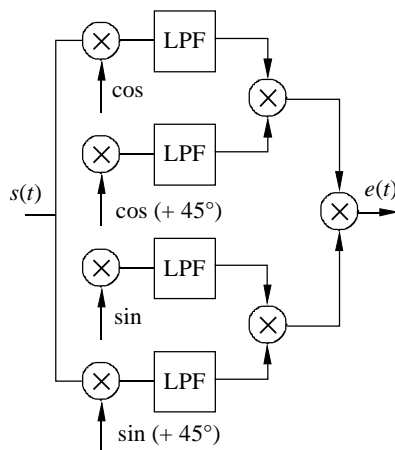 LPF
cos
LPF
s(t)
cos (+ 45°)
e(t)
LPF
sin
LPF
sin (+ 45°)